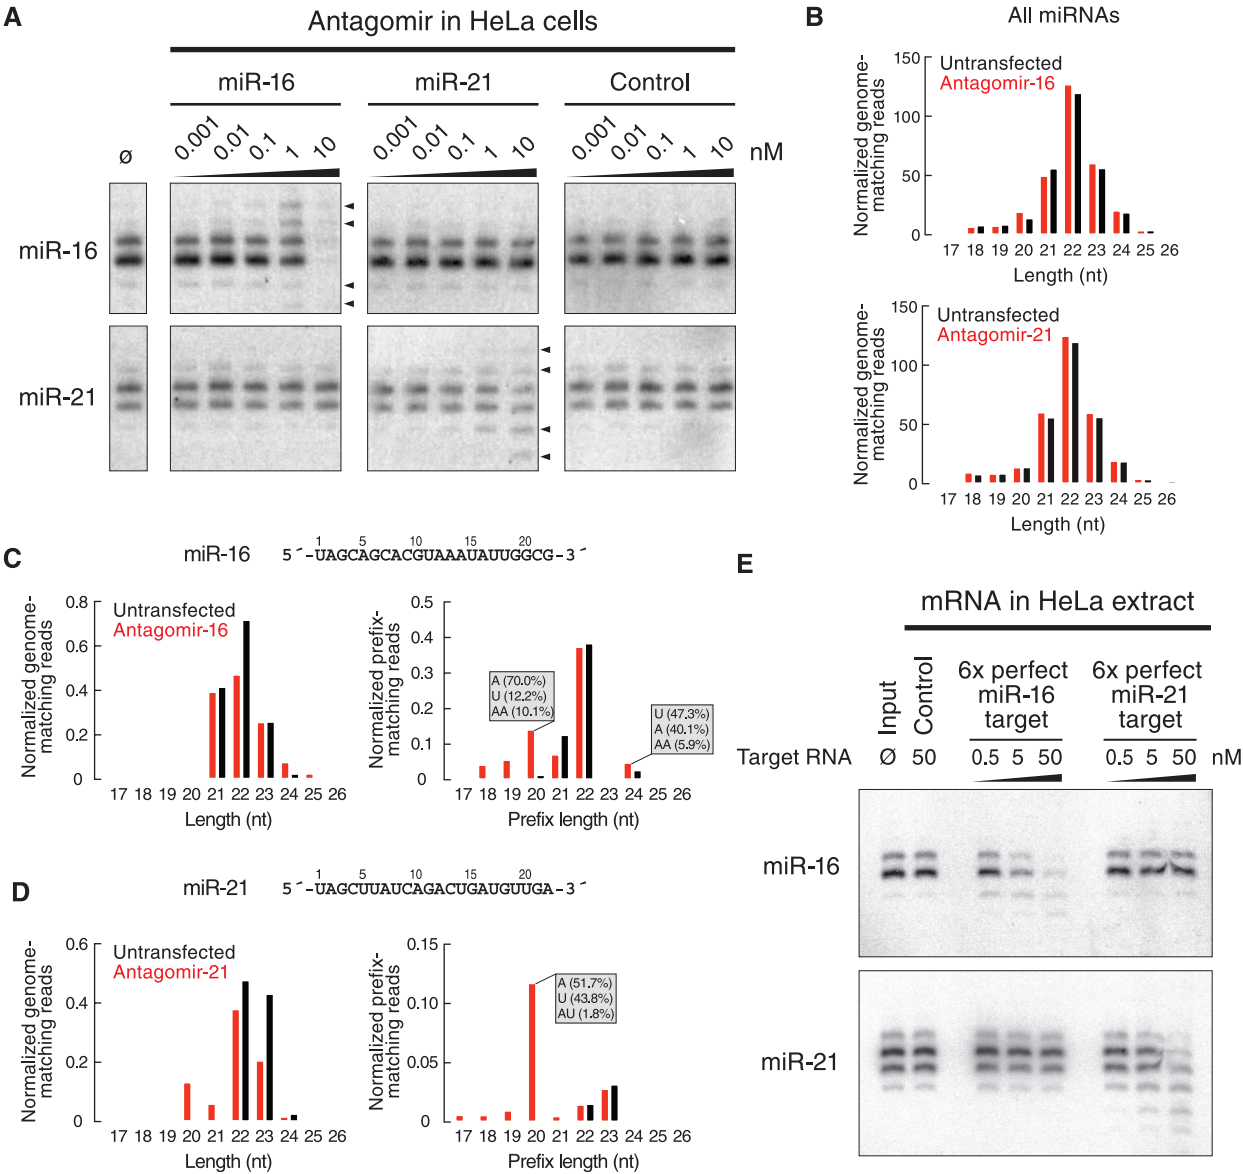 A
Antagomir in HeLa cells
miR-16 miR-21 Control
ø 0.001 0.01 0.1 1 10 0.001 0.01 0.1 1 10 0.001 0.01 0.1 1 10 nM
miR-16
miR-21
B
All miRNAs
Normalized genome-
matching reads
150
100
50
0
Untransfected
Antagomir-16
17 18 19 20 21 22 23 24 25 26
Length (nt)
Normalized genome-
matching reads
150
100
50
0
Untransfected
Antagomir-21
17 18 19 20 21 22 23 24 25 26
Length (nt)
C
miR-16
1 5 10 15 20
5´-UAGCAGCACGUAAAUAUUGGCG-3´
Normalized genome-
matching reads
0.8
0.6
0.4
0.2
0
Untransfected
Antagomir-16
17 18 19 20 21 22 23 24 25 26
Length (nt)
Normalized prefix-
matching reads
0.5
0.4
0.3
0.2
0.1
0
A (70.0%)
U (12.2%)
AA (10.1%)
U (47.3%)
A (40.1%)
AA (5.9%)
17 18 19 20 21 22 23 24 25 26
Prefix length (nt)
D
miR-21
1 5 10 15 20
5´-UAGCUUAUCAGACUGAUGUUGA-3´
Normalized genome-
matching reads
0.6
0.4
0.2
0
Untransfected
Antagomir-21
17 18 19 20 21 22 23 24 25 26
Length (nt)
Normalized prefix-
matching reads
0.15
0.10
0.05
0
A (51.7%)
U (43.8%)
AU (1.8%)
17 18 19 20 21 22 23 24 25 26
Prefix length (nt)
E
mRNA in HeLa extract
Input
Control
6x perfect
miR-16
target
6x perfect
miR-21
target
Target RNA Ø 50 0.5 5 50 0.5 5 50 nM
miR-16
miR-21